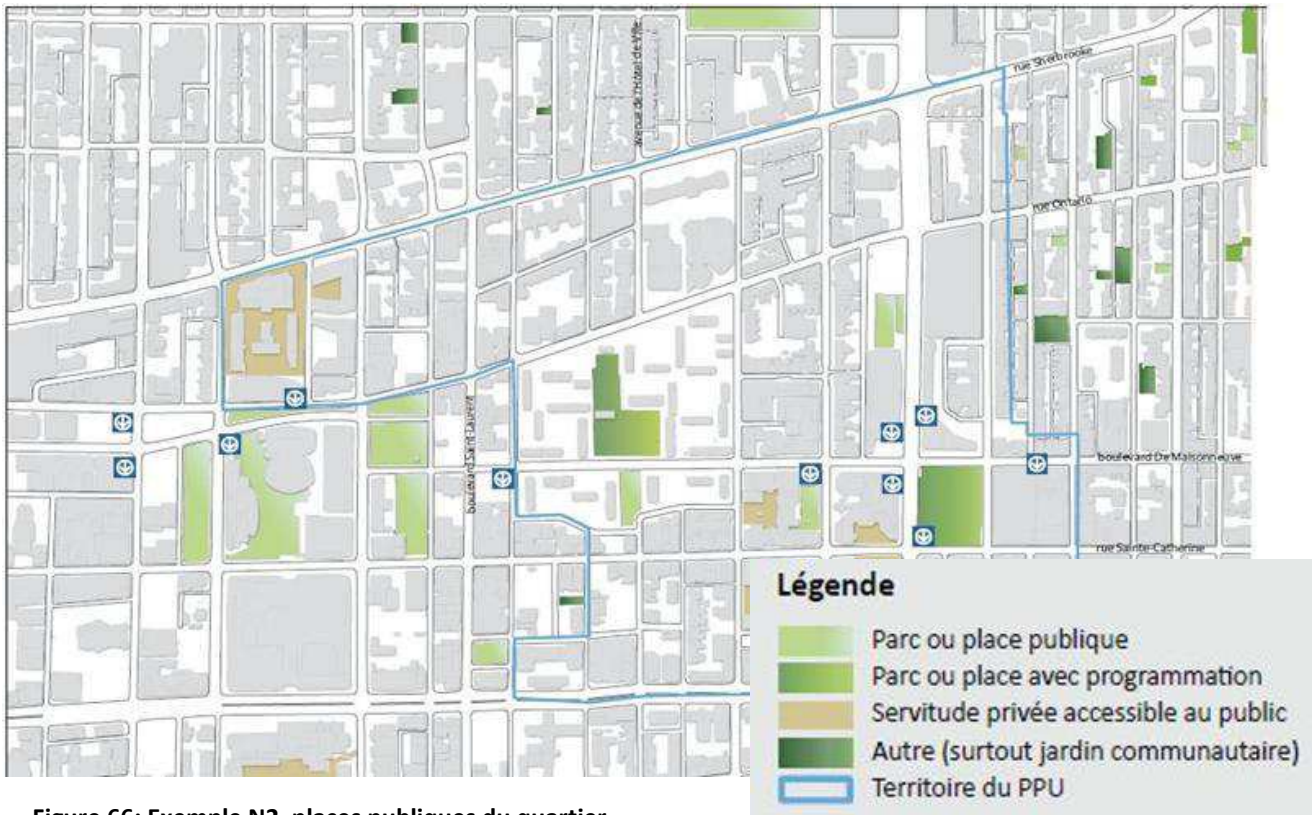 avenue de l'Hôtel-de-Ville
rue Sherbrooke
rue Ontario
boulevard Saint-Laurent
boulevard De Maisonneuve
rue Sainte-Catherine
Légende
Parc ou place publique
Parc ou place avec programmation
Servitude privée accessible au public
Autre (surtout jardin communautaire)
Territoire du PPU
Figure 66: Exemple N2, places publiques du quartier